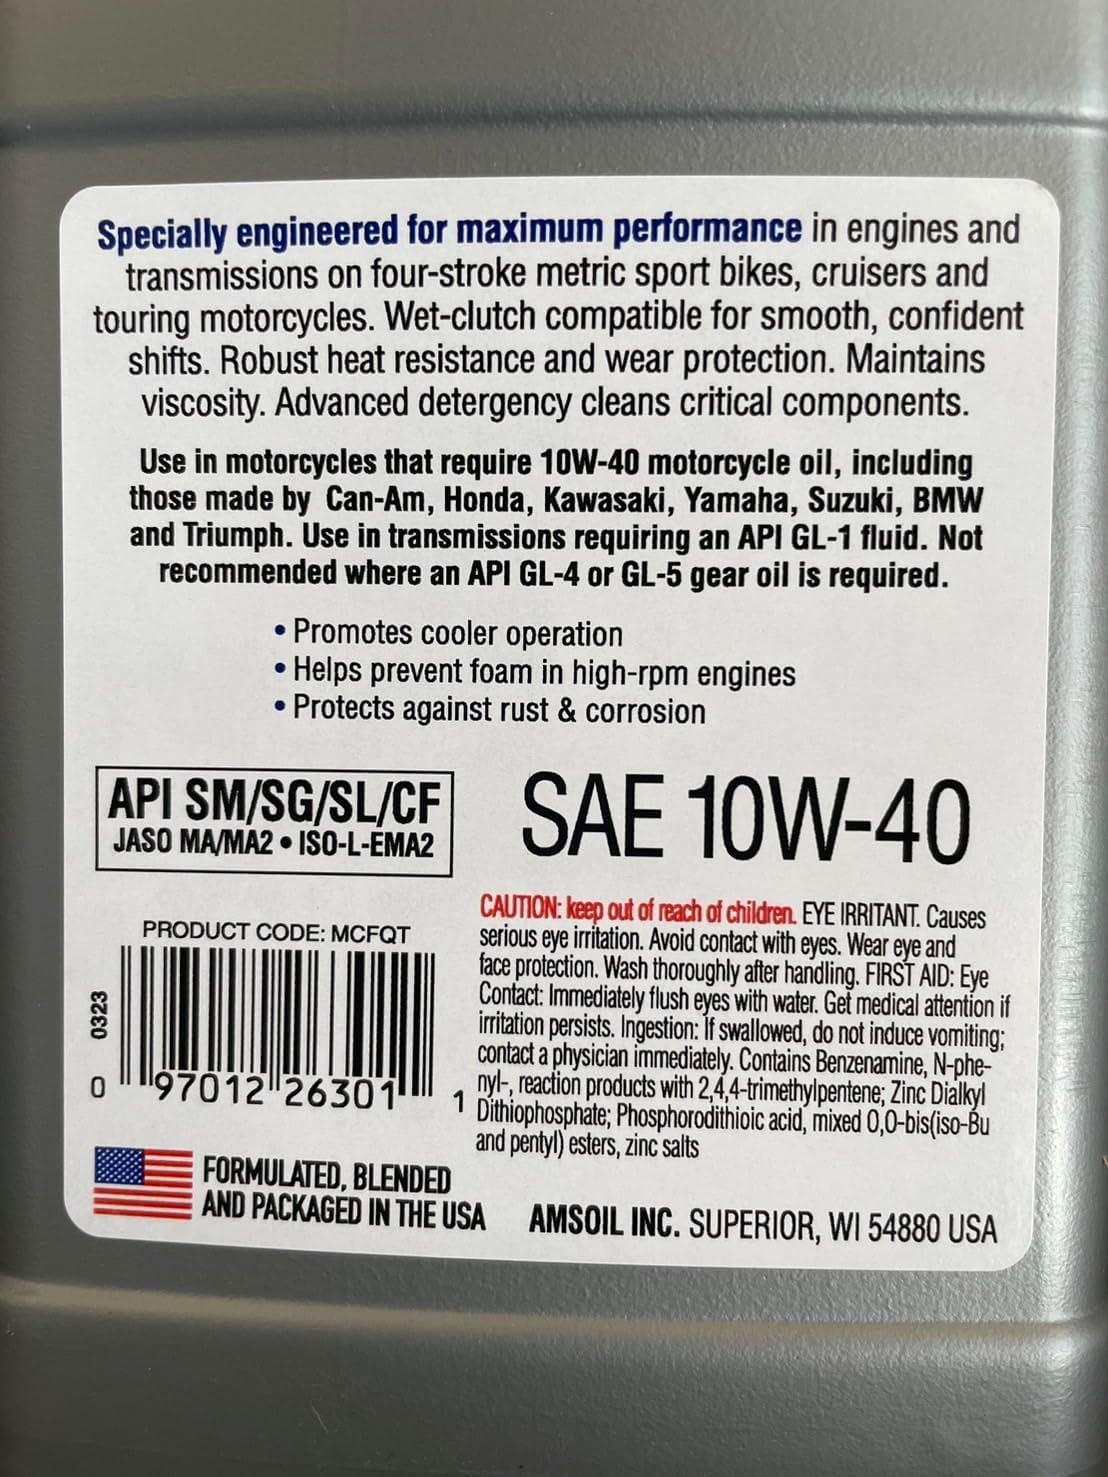 Specially engineered for maximum performance in engines and
transmissions on four-stroke metric sport bikes, cruisers and
touring motorcycles. Wet-clutch compatible for smooth, confident
shifts. Robust heat resistance and wear protection. Maintains
viscosity. Advanced detergency cleans critical components.
Use in motorcycles that require 10W-40 motorcycle oil, including
those made by Can-Am, Honda, Kawasaki, Yamaha, Suzuki, BMW
and Triumph. Use in transmissions requiring an API GL-1 fluid. Not
recommended where an API GL-4 or GL-5 gear oil is required.
• Promotes cooler operation
• Helps prevent foam in high-rpm engines
• Protects against rust & corrosion
API SM/SG/SL/CF
JASO MA/MA2 • ISO-L-EMA2
SAE 10W-40
PRODUCT CODE: MCFQT
0323
0 97012 26301 1
CAUTION: keep out of reach of children. EYE IRRITANT. Causes
serious eye irritation. Avoid contact with eyes. Wear eye and
face protection. Wash thoroughly after handling. FIRST AID: Eye
Contact: Immediately flush eyes with water. Get medical attention if
irritation persists. Ingestion: If swallowed, do not induce vomiting;
contact a physician immediately. Contains Benzenamine, N-phe-
nyl-, reaction products with 2,4,4-trimethylpentene; Zinc Dialkyl
Dithiophosphate; Phosphorodithioic acid, mixed O,O-bis(iso-Bu
and pentyl) esters, zinc salts
FORMULATED, BLENDED
AND PACKAGED IN THE USA
AMSOIL INC. SUPERIOR, WI 54880 USA